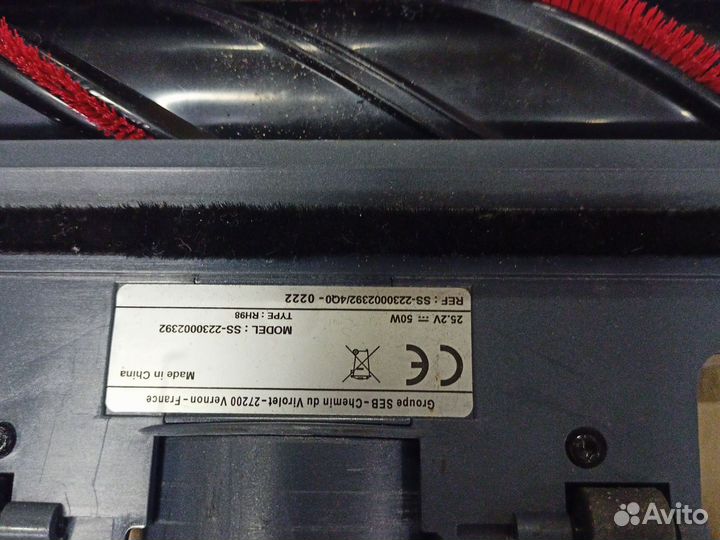 Groupe SEB - Chemin du Virolet - 27200 Vernon - France
CE
Made in China
MODEL : SS-2230002392
TYPE : RH98
25.2V ⎓ 50W
REF : SS-2230002392/4Q0 - 0222
Avito